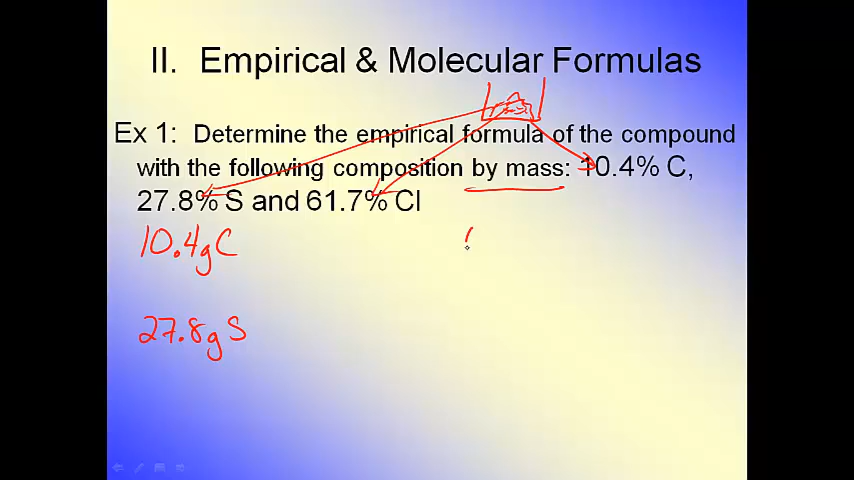 II. Empirical & Molecular Formulas
Ex 1: Determine the empirical formula of the compound
with the following composition by mass: 10.4% C,
27.8% S and 61.7% Cl
10.4g C
27.8g S